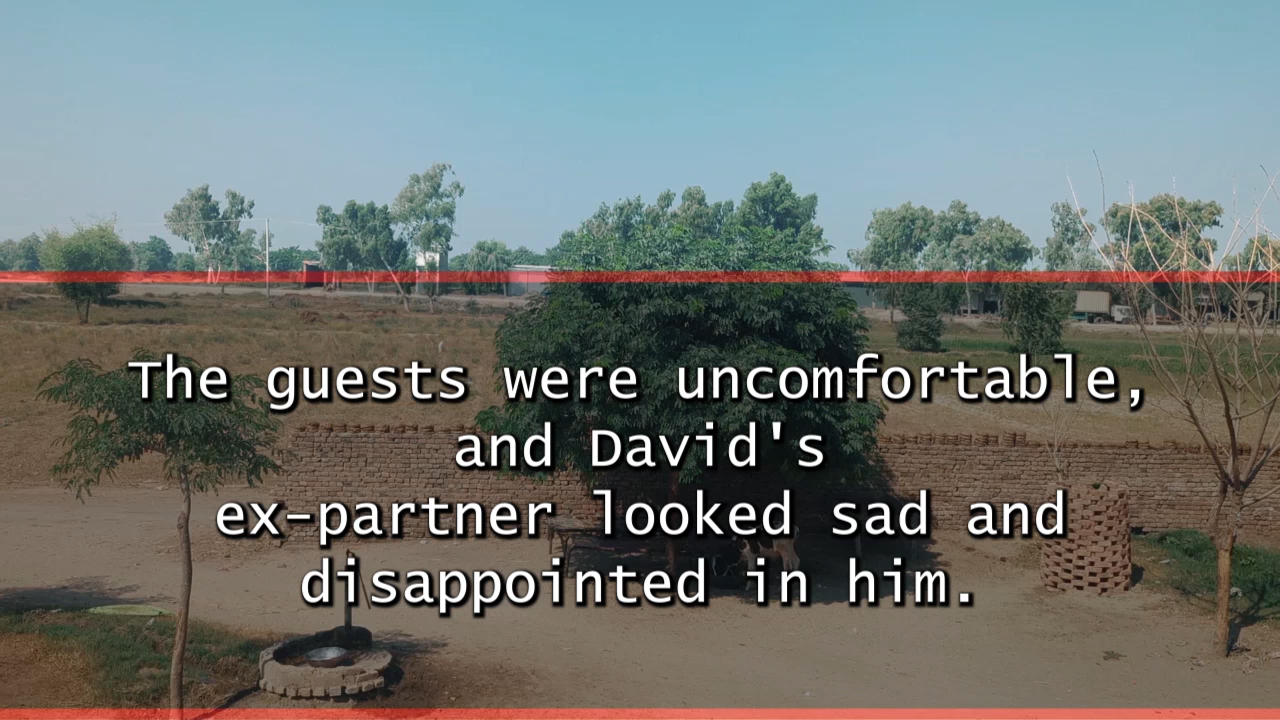 The guests were uncomfortable,
and David's
ex-partner looked sad and
disappointed in him.